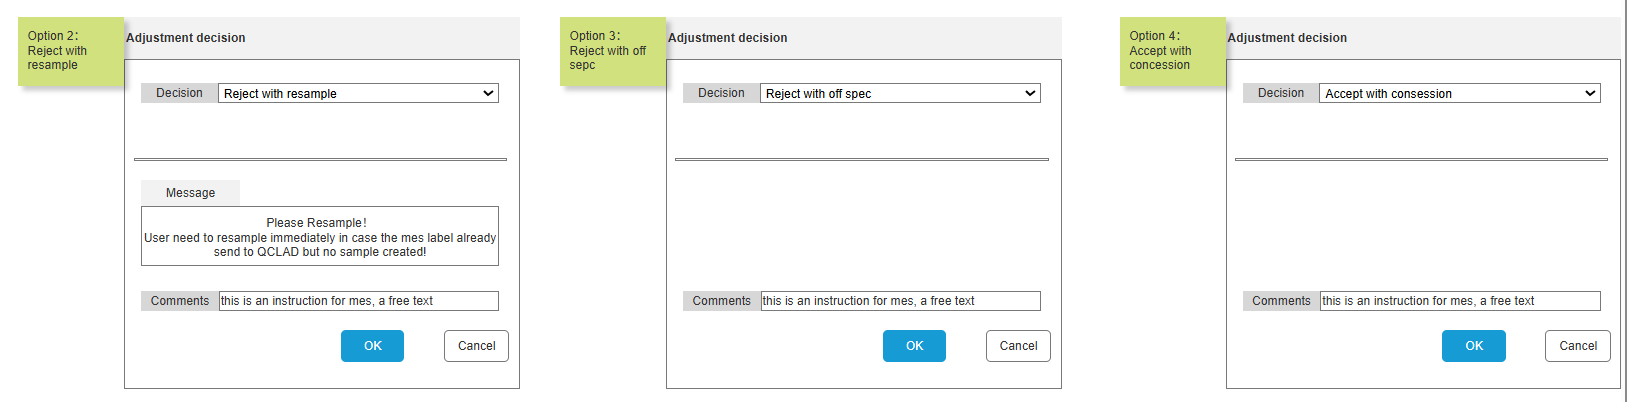 Option 2:
Reject with
resample
Adjustment decision
Decision
Reject with resample
Message
Please Resample!
User need to resample immediately in case the mes label already
send to QCLAD but no sample created!
Comments
this is an instruction for mes, a free text
OK
Cancel
Option 3:
Reject with off
sepc
Adjustment decision
Decision
Reject with off spec
Comments
this is an instruction for mes, a free text
OK
Cancel
Option 4:
Accept with
concession
Adjustment decision
Decision
Accept with consession
Comments
this is an instruction for mes, a free text
OK
Cancel